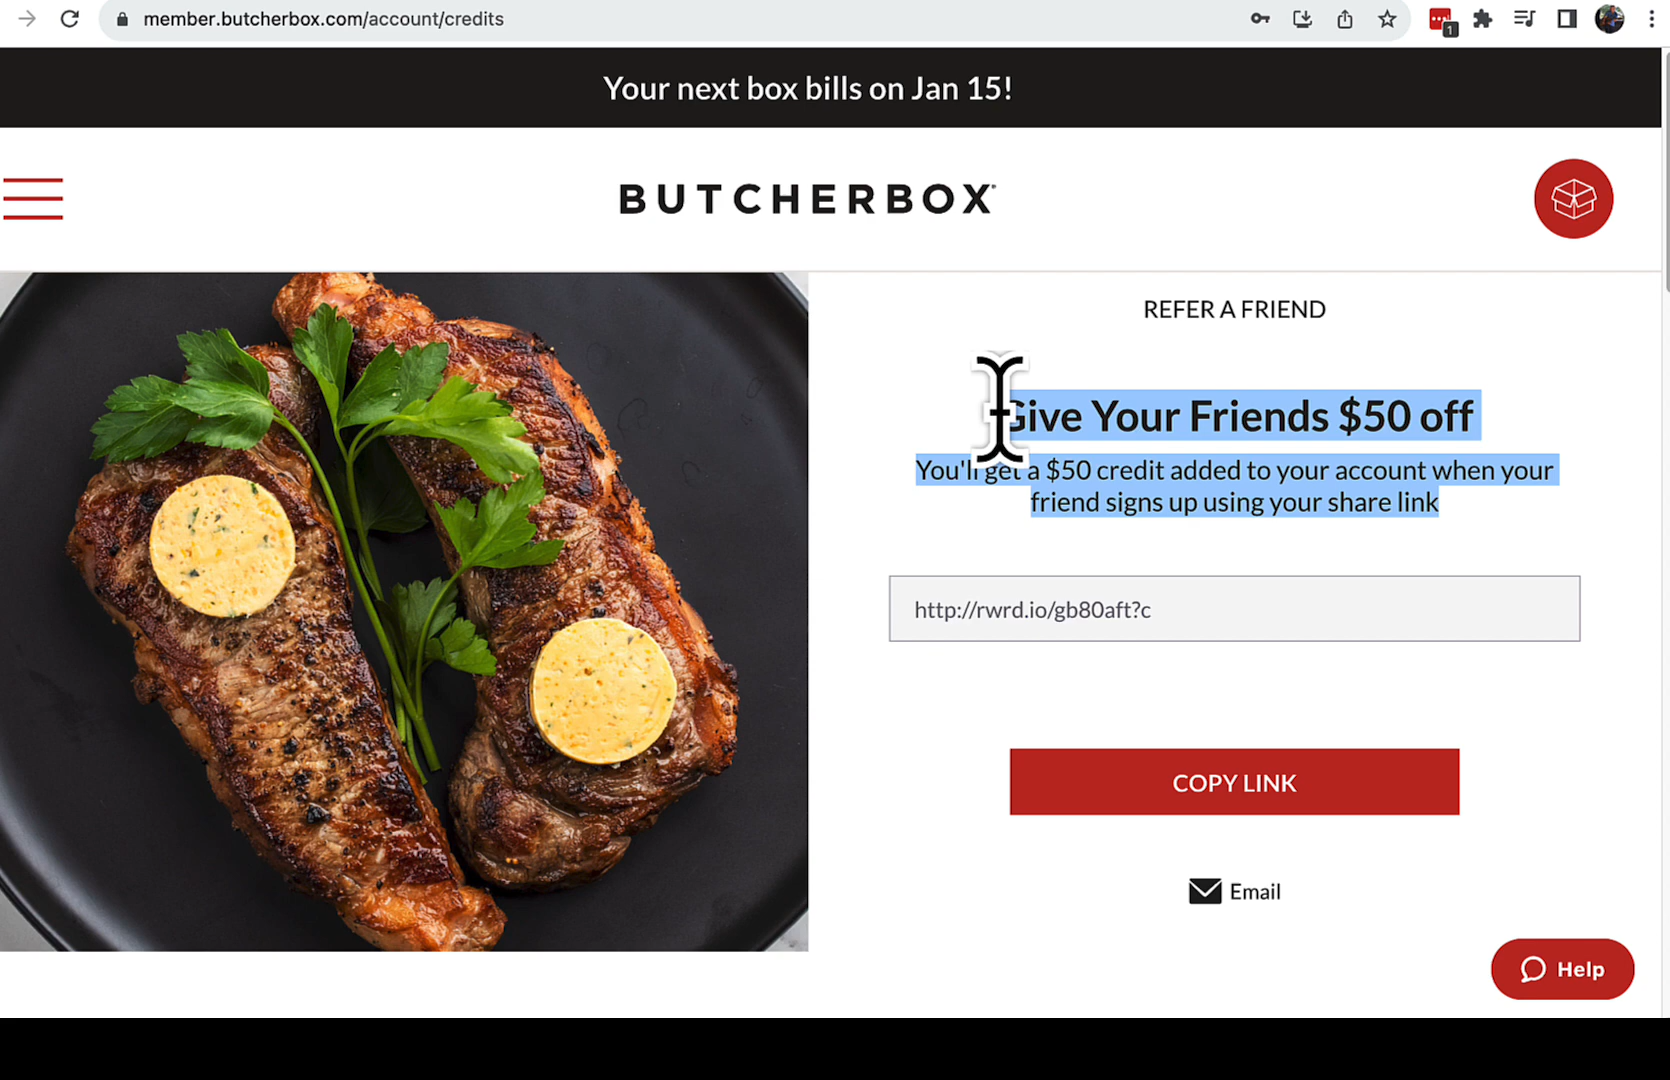 member.butcherbox.com/account/credits
1
Your next box bills on Jan 15!
BUTCHERBOX
REFER A FRIEND
Give Your Friends $50 off
You'll get a $50 credit added to your account when your
friend signs up using your share link
http://rwrd.io/gb80aft?c
COPY LINK
Email
Help